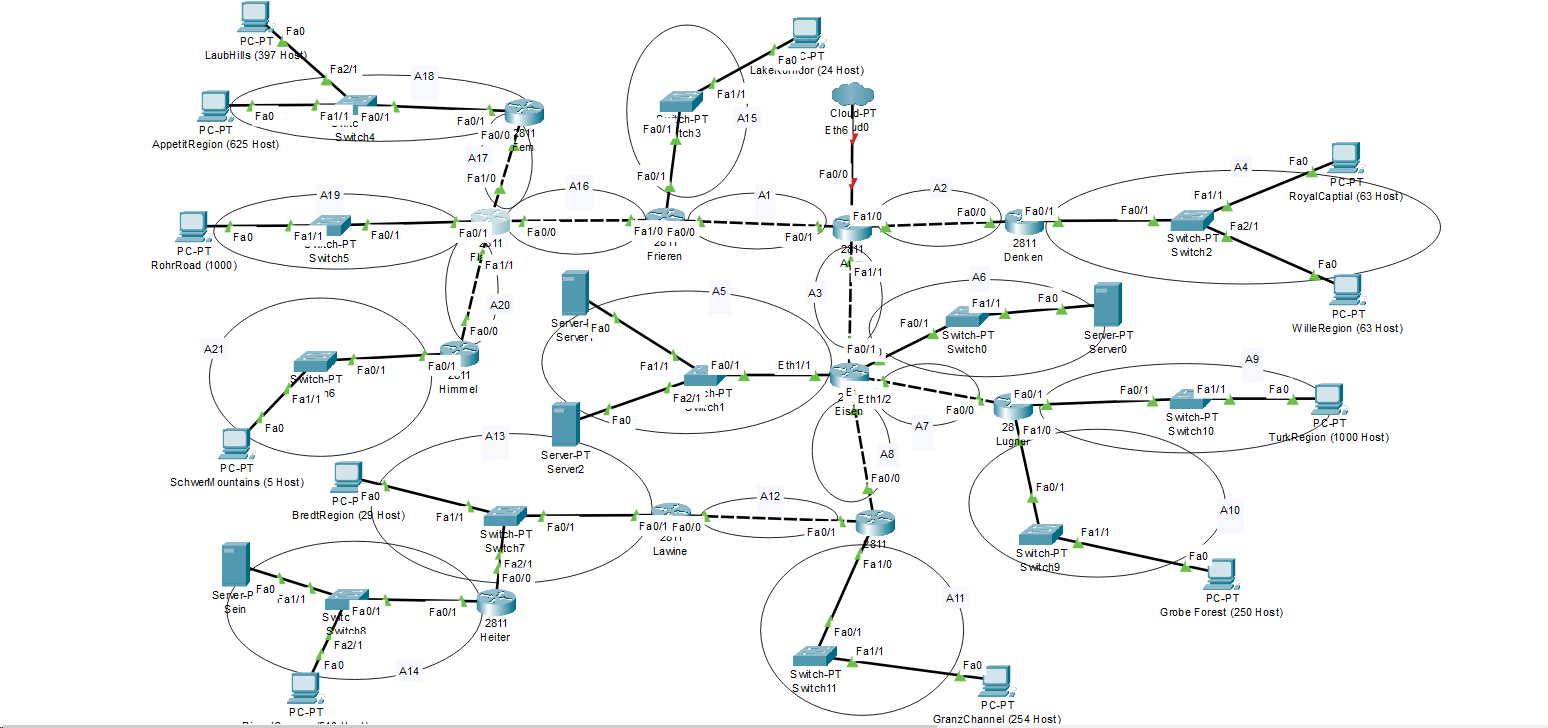 PC-PT
LaubHills (397 Host)
Fa0
Fa2/1
A18
PC-PT
AppetitRegion (625 Host)
Fa0
Fa1/1
Fa0/1
Switch4
Fa0/1
Fa0/0
A17
Fa1/0
LakeKorridor (24 Host)
Fa0
Fa1/1
Fa0/1
A15
Fa0/1
Cloud-PT
Eth6
Fa0/0
A19
PC-PT
RohrRoad (1000)
Fa0
Fa1/1
Switch-PT
Switch5
Fa0/1
Fa0/1
Fa0/0
A16
Fa1/0
Fa0/0
2811
Frieren
A1
Fa0/1
Fa1/0
2811
A2
Fa0/0
Fa0/1
2811
Denken
A4
Fa0/1
Switch-PT
Switch2
Fa1/1
Fa2/1
Fa0
PC-PT
RoyalCaptial (63 Host)
Fa0
PC-PT
WilleRegion (63 Host)
Fa1/1
A20
Fa0/0
A3
Fa1/1
Fa0/1
A21
Switch-PT
Fa1/1
Fa0/1
Fa0/1
2811
Himmel
Fa0
PC-PT
SchwerMountains (5 Host)
A5
Fa0
Fa1/1
Fa2/1
Fa0/1
Eth1/1
Fa0
Server-PT
Server2
Eisen
Eth1/2
A6
Fa0/1
Switch-PT
Switch0
Fa1/1
Fa0
Server-PT
Server0
A7
Fa0/0
Fa0/1
Fa1/0
Lugner
A9
Fa0/1
Fa1/1
Switch-PT
Switch10
Fa0
PC-PT
TurkRegion (1000 Host)
A8
Fa0/0
A10
Fa0/1
Switch-PT
Switch9
Fa1/1
Fa0
PC-PT
Grobe Forest (250 Host)
A13
Fa0
BredtRegion (29 Host)
Fa1/1
Switch-PT
Switch7
Fa0/1
Fa2/1
Fa0/0
Fa0/1
Fa0/0
2811
Lawine
A12
Fa0/1
2811
Fa1/0
A11
Fa0/1
Switch-PT
Switch11
Fa1/1
Fa0
PC-PT
GranzChannel (254 Host)
Sein
Fa0
Fa1/1
Fa0/1
Switch8
Fa0/1
2811
Heiter
Fa2/1
Fa0
A14
PC-PT